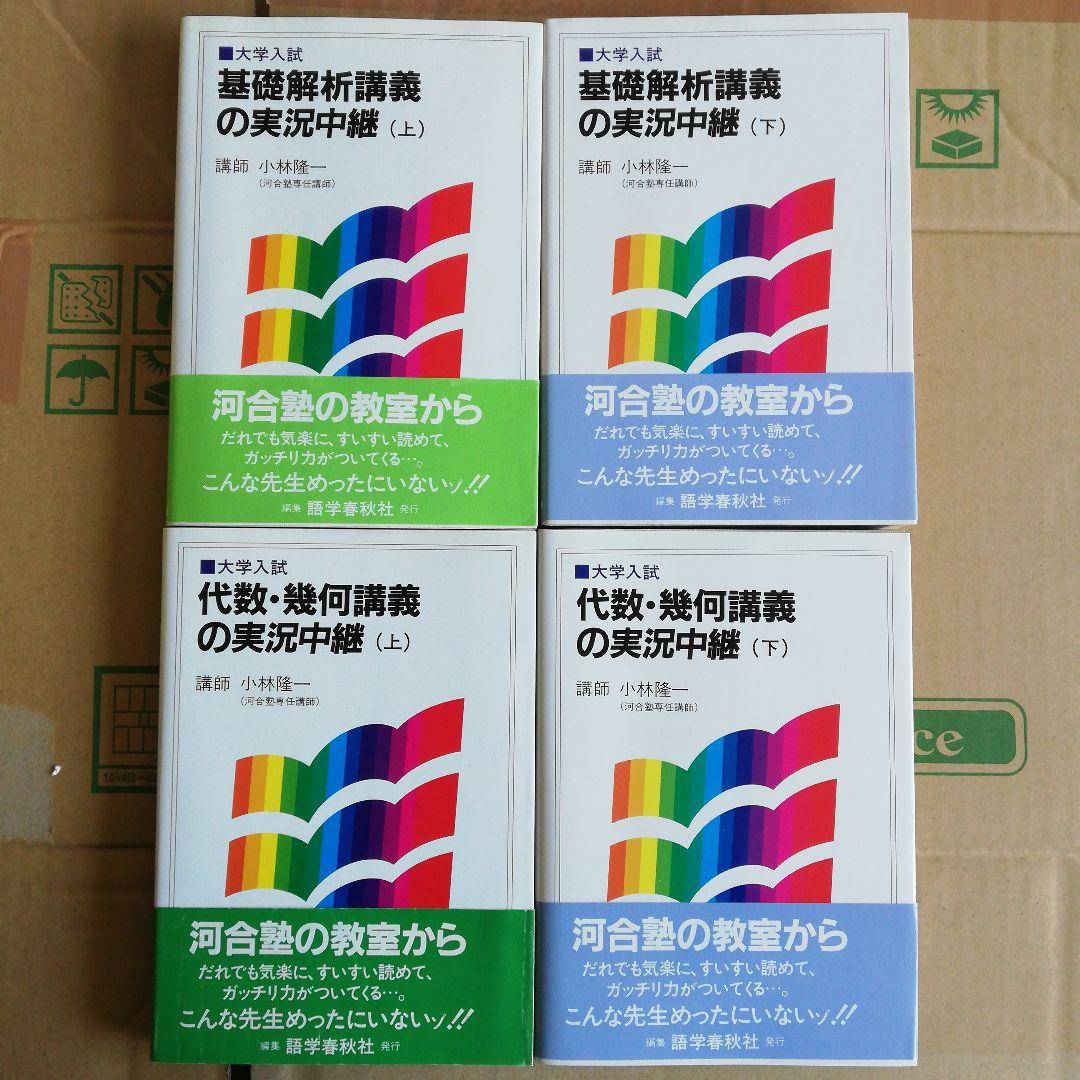 ■大学入試
基礎解析講義
の実況中継(上)
講師 小林隆一
(河合塾専任講師)
河合塾の教室から
だれでも気楽に、すいすい読めて、
ガッチリ力がついてくる…。
こんな先生めったにいないゾ!!
編集 語学春秋社 発行
■大学入試
基礎解析講義
の実況中継(下)
講師 小林隆一
(河合塾専任講師)
河合塾の教室から
だれでも気楽に、すいすい読めて、
ガッチリ力がついてくる…。
こんな先生めったにいないゾ!!
編集 語学春秋社 発行
■大学入試
代数・幾何講義
の実況中継(上)
講師 小林隆一
(河合塾専任講師)
河合塾の教室から
だれでも気楽に、すいすい読めて、
ガッチリ力がついてくる…。
こんな先生めったにいないゾ!!
編集 語学春秋社 発行
■大学入試
代数・幾何講義
の実況中継(下)
講師 小林隆一
(河合塾専任講師)
河合塾の教室から
だれでも気楽に、すいすい読めて、
ガッチリ力がついてくる…。
こんな先生めったにいないゾ!!
編集 語学春秋社 発行
ce